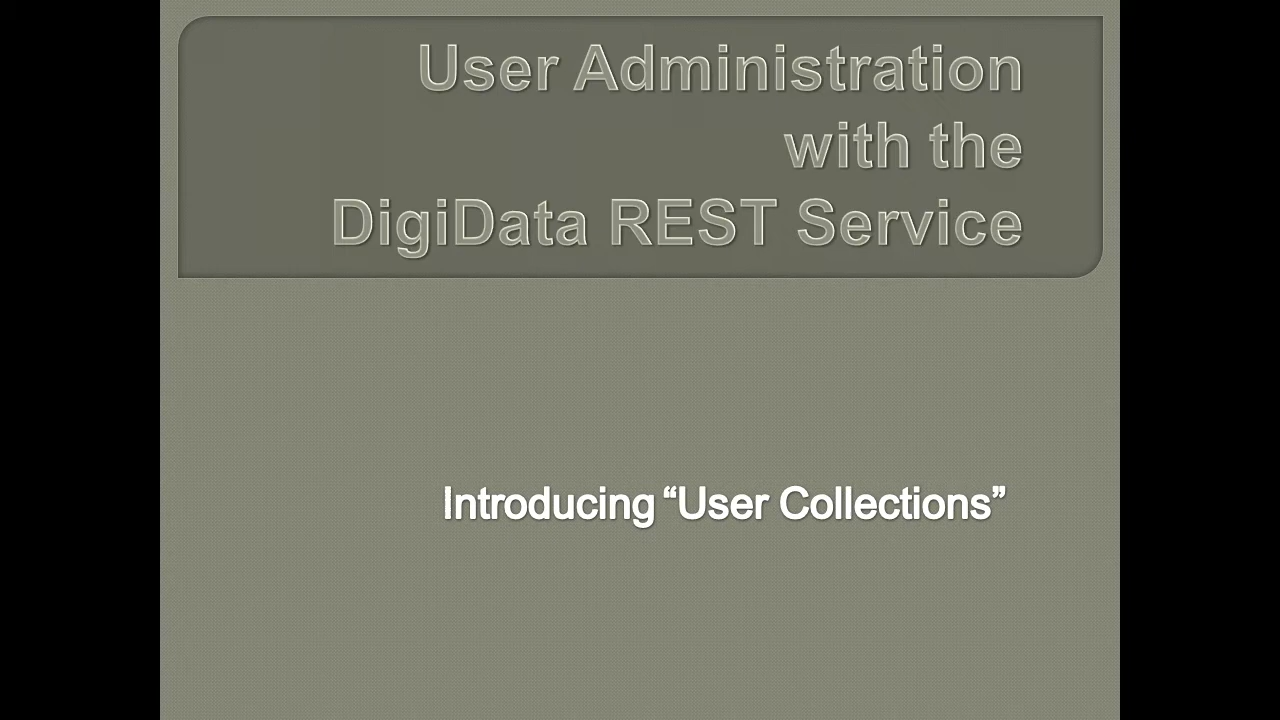 User Administration
with the
DigiData REST Service
Introducing “User Collections”